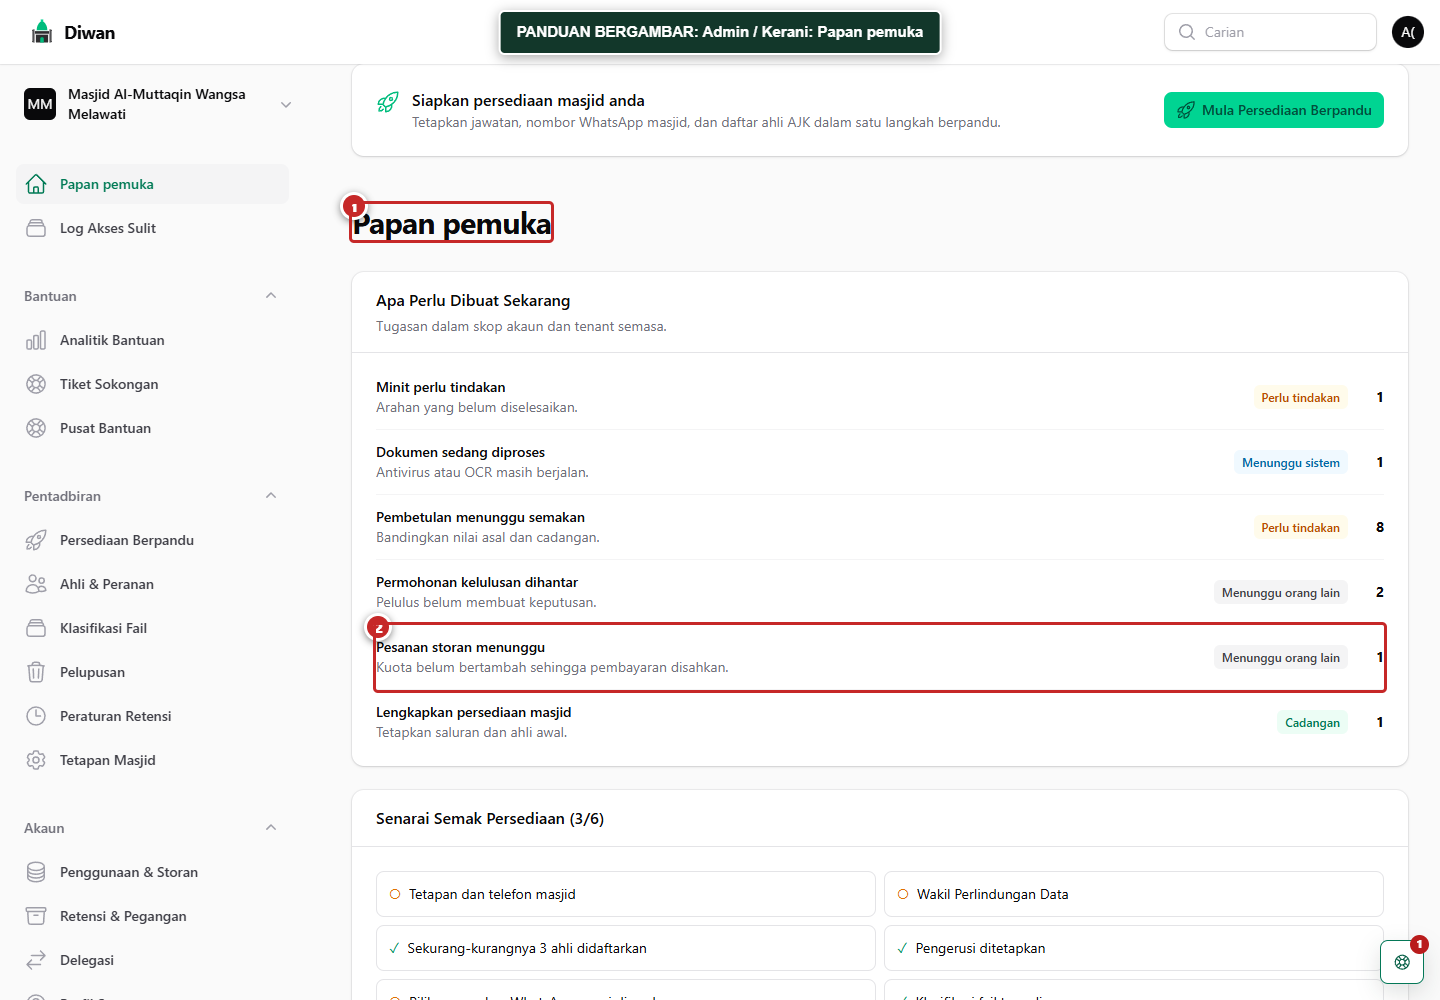 Diwan
PANDUAN BERGAMBAR: Admin / Kerani: Papan pemuka
Carian
A(
MM
Masjid Al-Muttaqin Wangsa
Melawati
Papan pemuka
Log Akses Sulit
Bantuan
Analitik Bantuan
Tiket Sokongan
Pusat Bantuan
Pentadbiran
Persediaan Berpandu
Ahli & Peranan
Klasifikasi Fail
Pelupusan
Peraturan Retensi
Tetapan Masjid
Akaun
Penggunaan & Storan
Retensi & Pegangan
Delegasi
Siapkan persediaan masjid anda
Tetapkan jawatan, nombor WhatsApp masjid, dan daftar ahli AJK dalam satu langkah berpandu.
Mula Persediaan Berpandu
1
Papan pemuka
Apa Perlu Dibuat Sekarang
Tugasan dalam skop akaun dan tenant semasa.
Minit perlu tindakan
Arahan yang belum diselesaikan.
Perlu tindakan 1
Dokumen sedang diproses
Antivirus atau OCR masih berjalan.
Menunggu sistem 1
Pembetulan menunggu semakan
Bandingkan nilai asal dan cadangan.
Perlu tindakan 8
Permohonan kelulusan dihantar
Pelulus belum membuat keputusan.
Menunggu orang lain 2
2
Pesanan storan menunggu
Kuota belum bertambah sehingga pembayaran disahkan.
Menunggu orang lain 1
Lengkapkan persediaan masjid
Tetapkan saluran dan ahli awal.
Cadangan 1
Senarai Semak Persediaan (3/6)
Tetapan dan telefon masjid
Wakil Perlindungan Data
Sekurang-kurangnya 3 ahli didaftarkan
Pengerusi ditetapkan
1